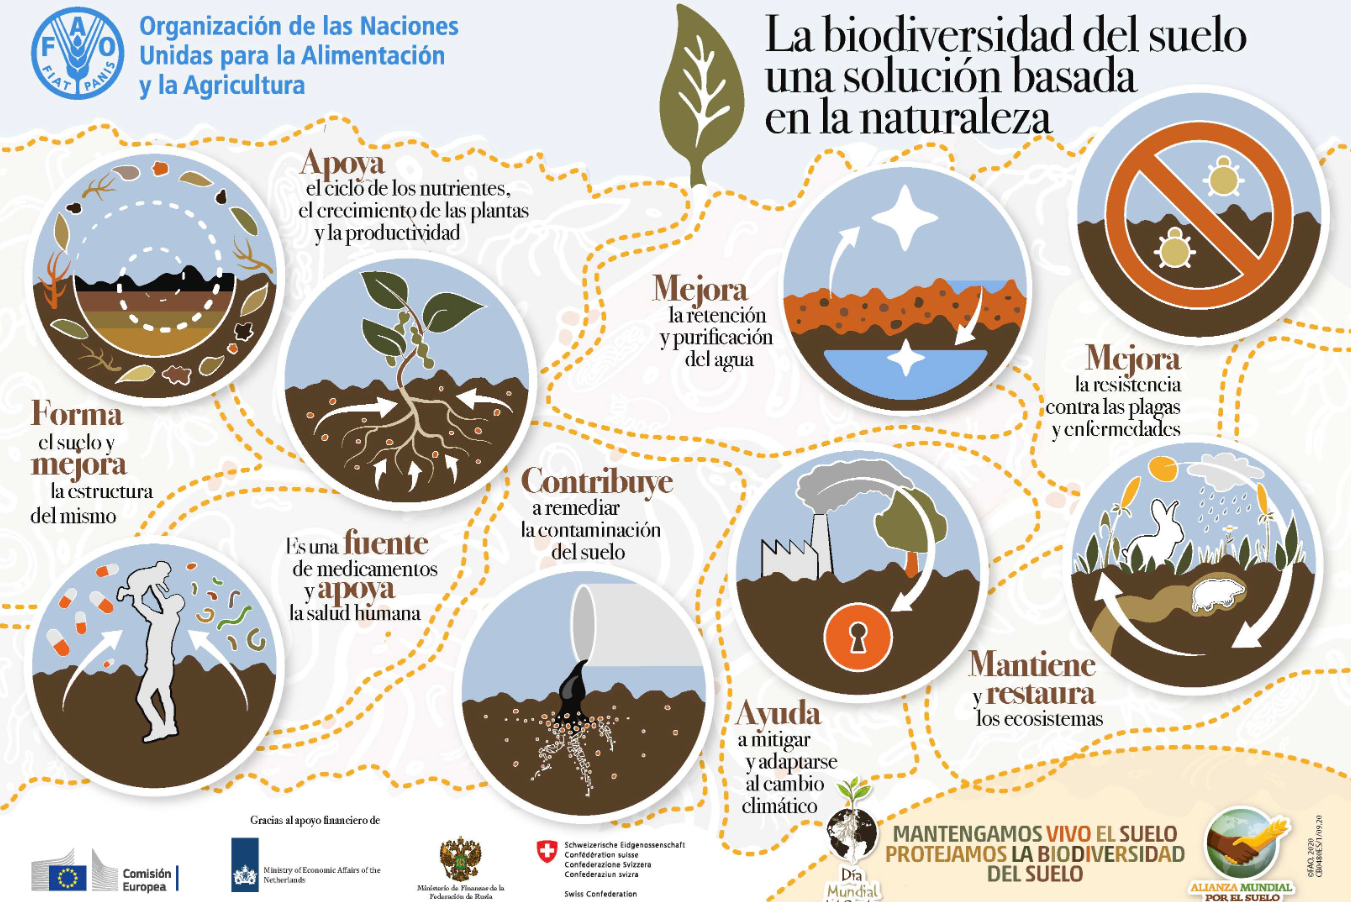 FAO
FIAT PANIS
Organización de las Naciones
Unidas para la Alimentación
y la Agricultura
La biodiversidad del suelo
una solución basada
en la naturaleza
Apoya
el ciclo de los nutrientes,
el crecimiento de las plantas
y la productividad
Mejora
la retención
y purificación
del agua
Mejora
la resistencia
contra las plagas
y enfermedades
Forma
el suelo y
mejora
la estructura
del mismo
Contribuye
a remediar
la contaminación
del suelo
Es una fuente
de medicamentos
y apoya
la salud humana
Mantiene
y restaura
los ecosistemas
Ayuda
a mitigar
y adaptarse
al cambio
climático
Gracias al apoyo financiero de
Comisión
Europea
Ministry of Economic Affairs of the
Netherlands
Ministerio de Finanzas de la
Federación de Rusia
Schweizerische Eidgenossenschaft
Confédération suisse
Confederazione Svizzera
Confederaziun svizra
Swiss Confederation
Día
Mundial
MANTENGAMOS VIVO EL SUELO
PROTEJAMOS LA BIODIVERSIDAD
DEL SUELO
ALIANZA MUNDIAL
POR EL SUELO
©FAO, 2020
CB0480ES/1/09.20